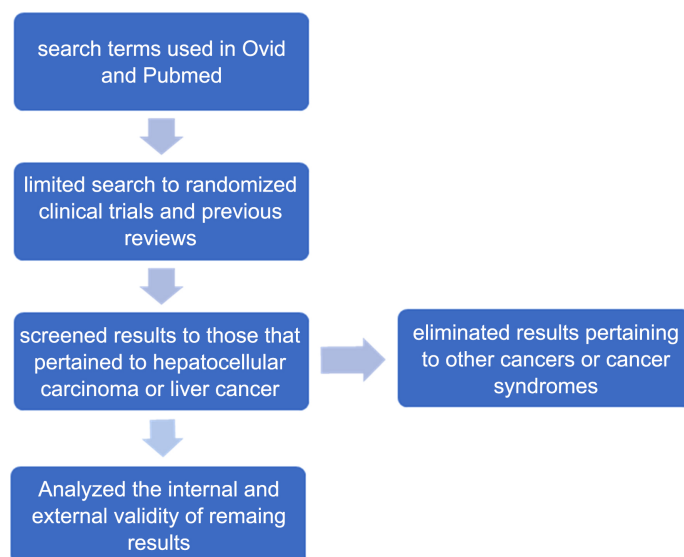 search terms used in Ovid
and Pubmed
limited search to randomized
clinical trials and previous
reviews
screened results to those that
pertained to hepatocellular
carcinoma or liver cancer
eliminated results pertaining
to other cancers or cancer
syndromes
Analyzed the internal and
external validity of remaing
results